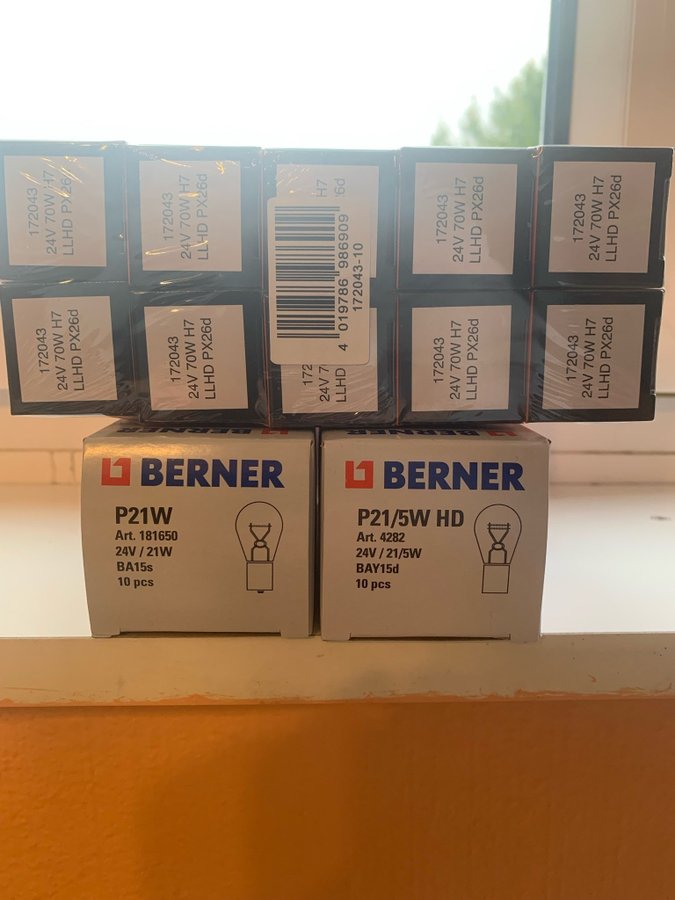 172043
24V 70W H7
LLHD PX26d
172043
24V 70W H7
LLHD PX26d
H7
6d
4 019786 986909
172043-10
172043
24V 70W H7
LLHD PX26d
172043
24V 70W H7
LLHD PX26d
172043
24V 70W H7
LLHD PX26d
172043
24V 70W H7
LLHD PX26d
172
24V 7
LLHD
172043
24V 70W H7
LLHD PX26d
172043
24V 70W H7
LLHD PX26d
BERNER
P21W
Art. 181650
24V / 21W
BA15s
10 pcs
BERNER
P21/5W HD
Art. 4282
24V / 21/5W
BAY15d
10 pcs